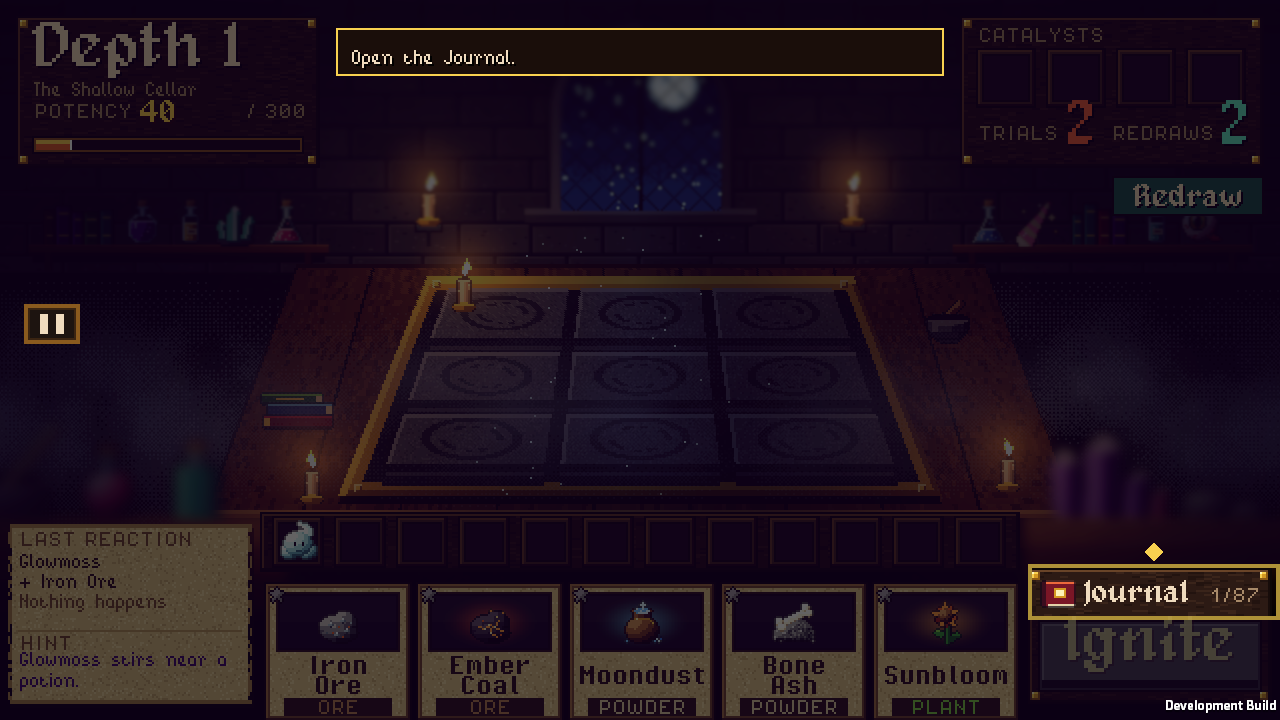 Depth 1
The Shallow Cellar
POTENCY 40 / 300
Open the Journal.
CATALYSTS
TRIALS 2 REDRAWS 2
Redraw
LAST REACTION
Glowmoss
+ Iron Ore
Nothing happens
HINT
Glowmoss stirs near a
potion.
Iron
Ore
ORE
Ember
Coal
ORE
Moondust
POWDER
Bone
Ash
POWDER
Sunbloom
PLANT
Journal 1/87
Ignite
Development Build